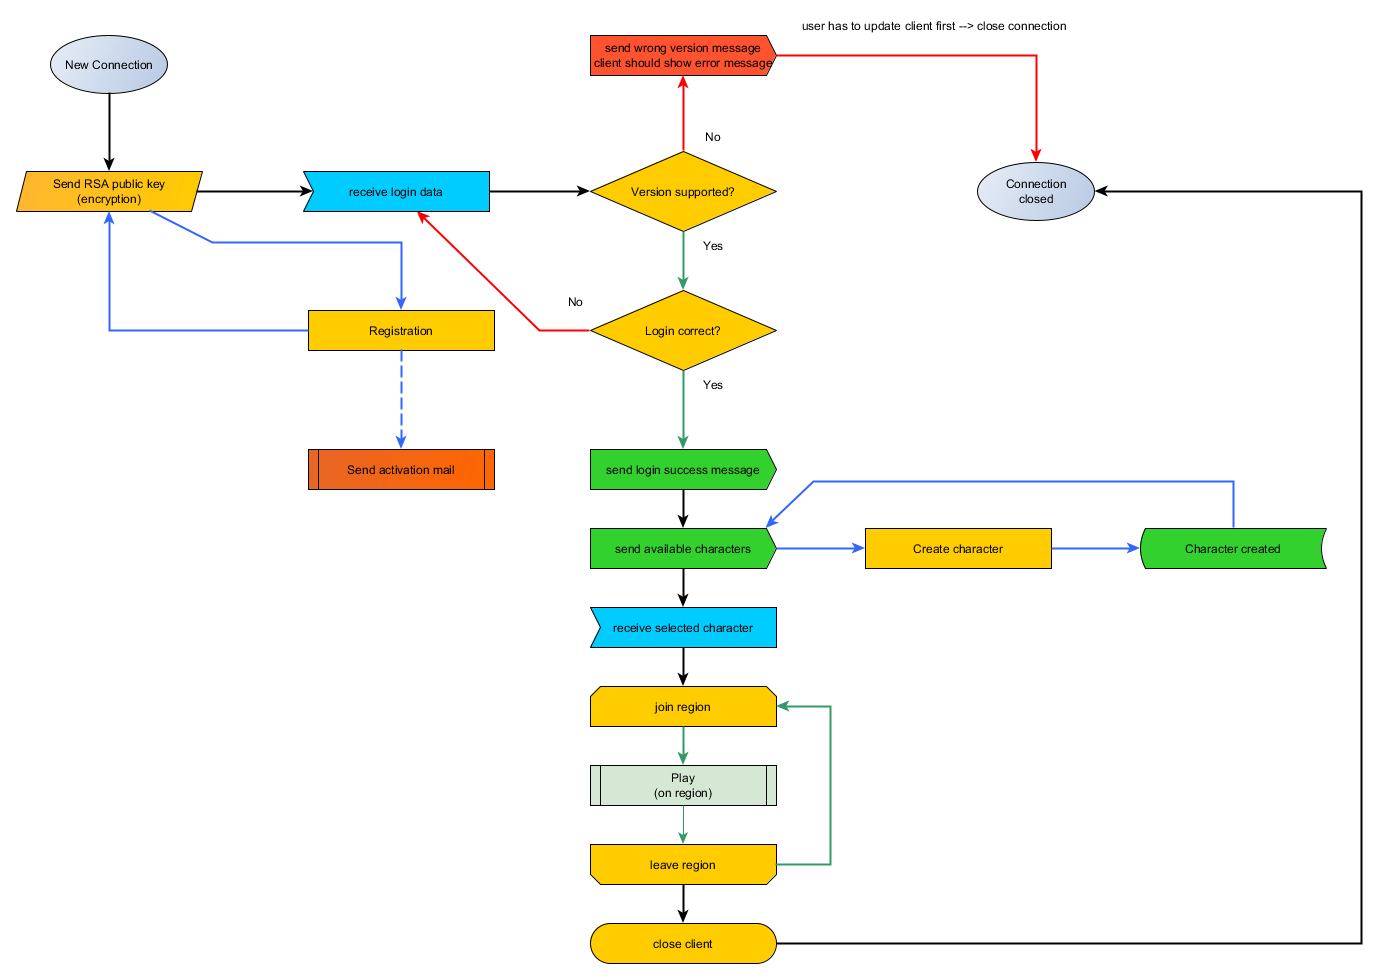 user has to update client first --> close connection
New Connection
send wrong version message
client should show error message
No
Send RSA public key
(encryption)
receive login data
Version supported?
Connection
closed
Yes
No
Registration
Login correct?
Yes
Send activation mail
send login success message
send available characters
Create character
Character created
receive selected character
join region
Play
(on region)
leave region
close client